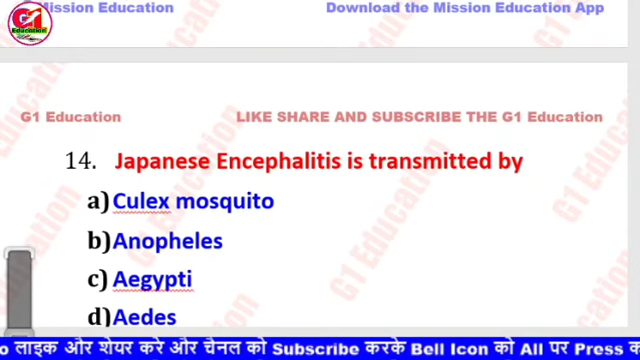 G1
Education
Mission Education
Download the Mission Education App
G1 Education
LIKE SHARE AND SUBSCRIBE THE G1 Education
14. Japanese Encephalitis is transmitted by
a) Culex mosquito
b) Anopheles
c) Aegypti
d) Aedes
लाइक और शेयर करे और चैनल को Subscribe करके Bell Icon को All पर Press